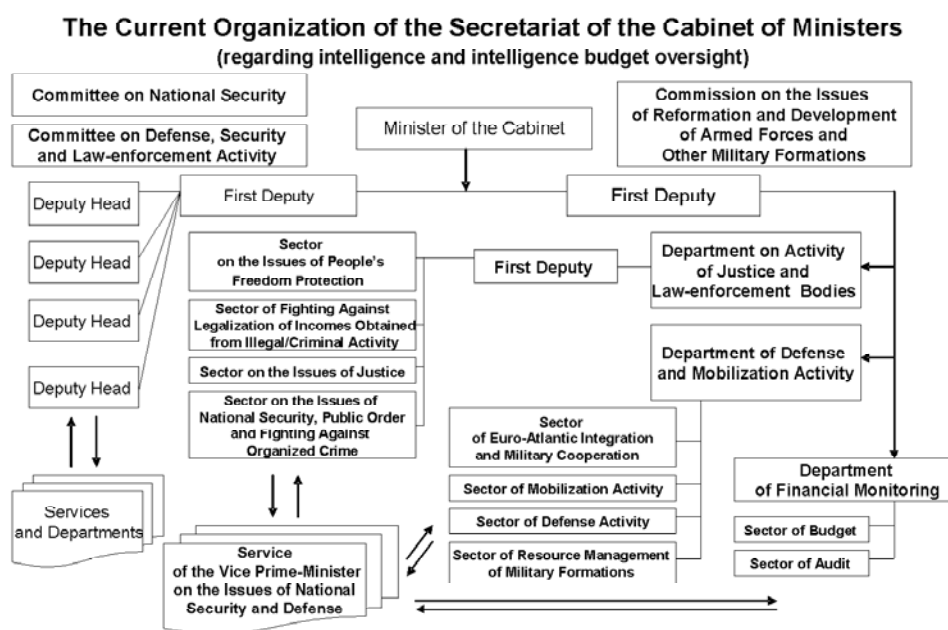 The Current Organization of the Secretariat of the Cabinet of Ministers
(regarding intelligence and intelligence budget oversight)
Committee on National Security
Committee on Defense, Security
and Law-enforcement Activity
Minister of the Cabinet
Commission on the Issues
of Reformation and Development
of Armed Forces and
Other Military Formations
Deputy Head
Deputy Head
Deputy Head
Deputy Head
First Deputy
First Deputy
Sector
on the Issues of People's
Freedom Protection
Sector of Fighting Against
Legalization of Incomes Obtained
from Illegal/Criminal Activity
Sector on the Issues of Justice
Sector on the Issues of
National Security, Public Order
and Fighting Against
Organized Crime
First Deputy
Department on Activity
of Justice and
Law-enforcement Bodies
Department of Defense
and Mobilization Activity
Sector
of Euro-Atlantic Integration
and Military Cooperation
Sector of Mobilization Activity
Sector of Defense Activity
Sector of Resource Management
of Military Formations
Department
of Financial Monitoring
Sector of Budget
Sector of Audit
Services
and Departments
Service
of the Vice Prime-Minister
on the Issues of National
Security and Defense